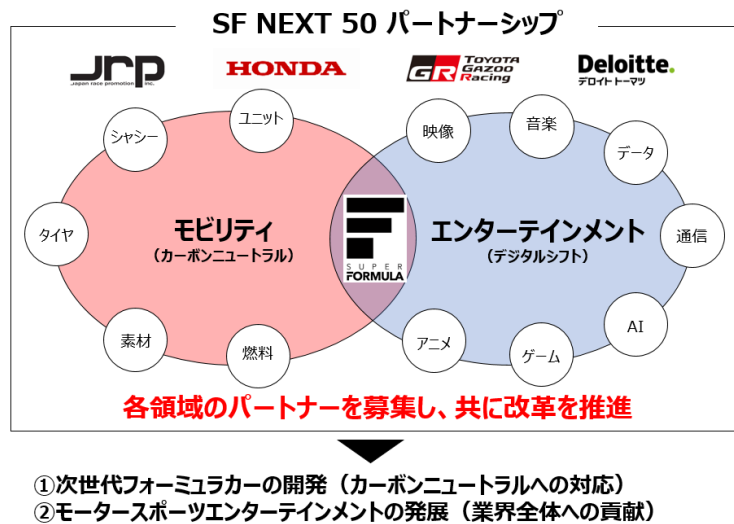 SF NEXT 50 パートナーシップ
JRP
Japan race promotion inc.
HONDA
GR TOYOTA GAZOO Racing
Deloitte.
デロイト トーマツ
シャシー
ユニット
映像
音楽
データ
タイヤ
モビリティ
(カーボンニュートラル)
SUPER
FORMULA
エンターテインメント
(デジタルシフト)
通信
素材
燃料
アニメ
ゲーム
AI
各領域のパートナーを募集し、共に改革を推進
①次世代フォーミュラカーの開発（カーボンニュートラルへの対応）
②モータースポーツエンターテインメントの発展（業界全体への貢献）